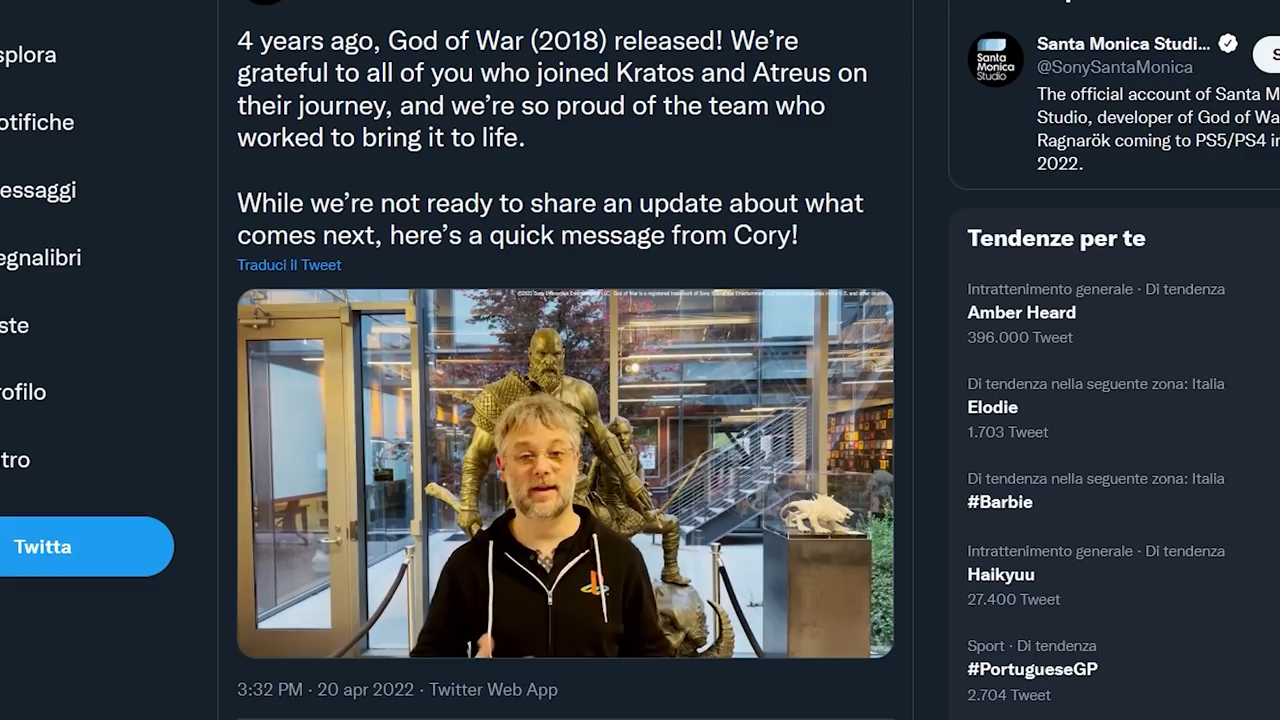 splora
otifiche
essaggi
egnalibri
ste
rofilo
tro
Twitta
4 years ago, God of War (2018) released! We’re
grateful to all of you who joined Kratos and Atreus on
their journey, and we’re so proud of the team who
worked to bring it to life.
While we’re not ready to share an update about what
comes next, here’s a quick message from Cory!
Traduci il Tweet
3:32 PM · 20 apr 2022 · Twitter Web App
Santa Monica Studio
Santa Monica Studi...
@SonySantaMonica
The official account of Santa M
Studio, developer of God of Wa
Ragnarök coming to PS5/PS4 in
2022.
Tendenze per te
Intrattenimento generale · Di tendenza
Amber Heard
396.000 Tweet
Di tendenza nella seguente zona: Italia
Elodie
1.703 Tweet
Di tendenza nella seguente zona: Italia
#Barbie
Intrattenimento generale · Di tendenza
Haikyuu
27.400 Tweet
Sport · Di tendenza
#PortugueseGP
2.704 Tweet